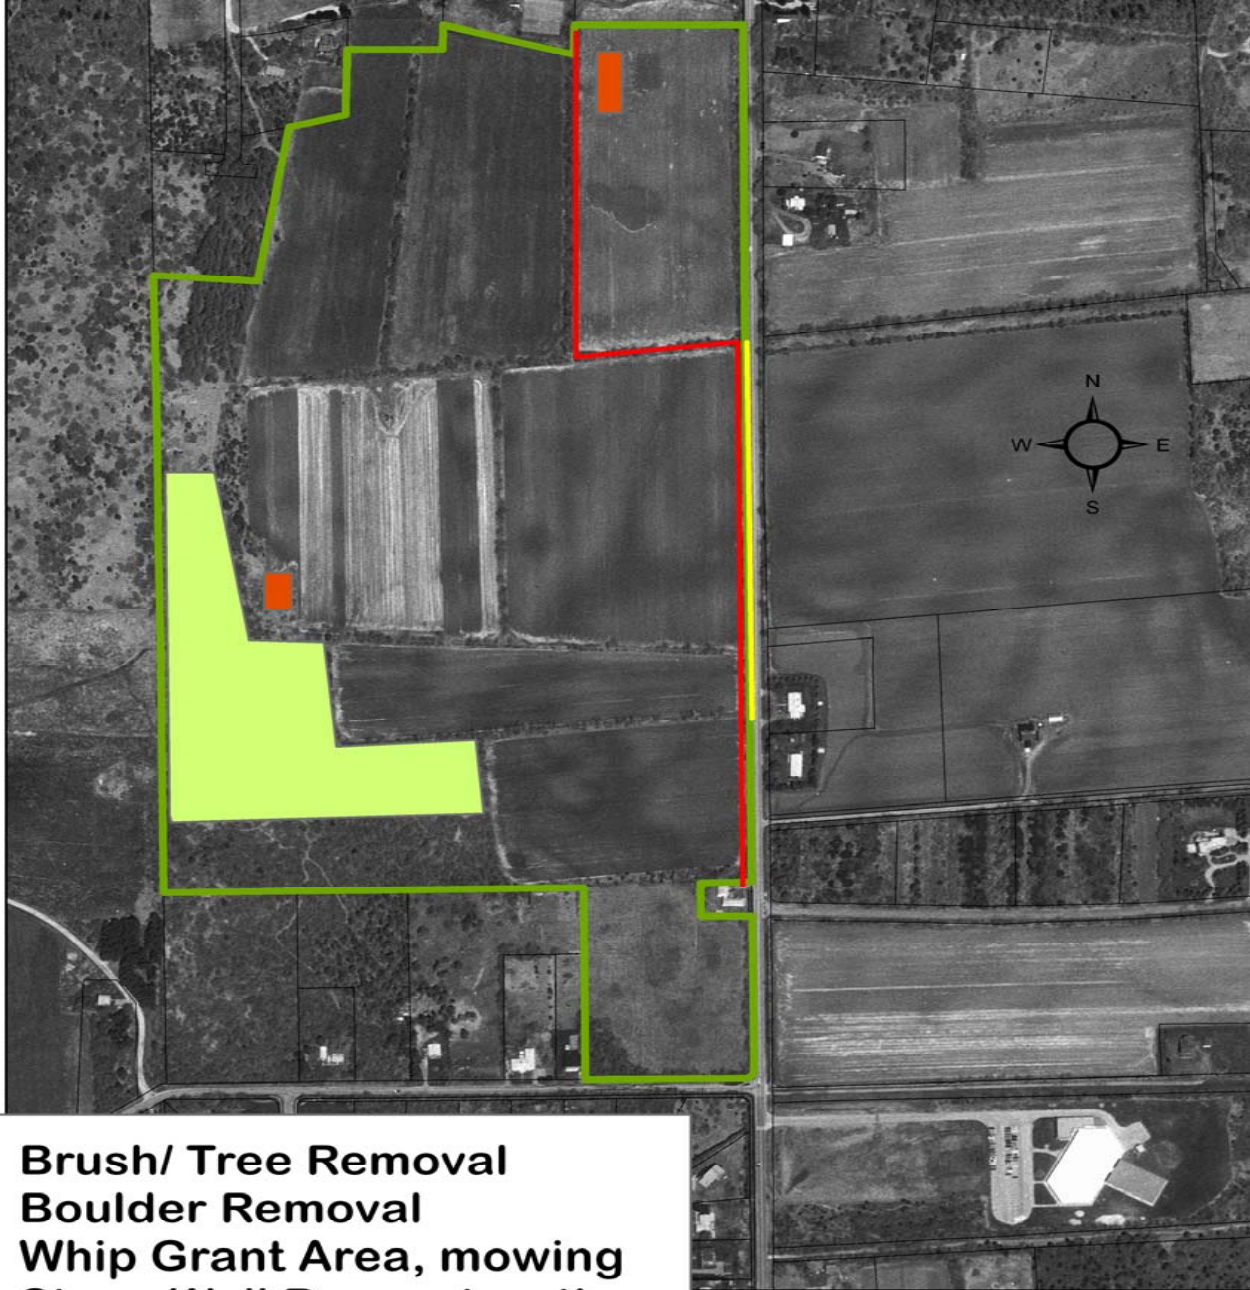 N
W E
S
Brush/ Tree Removal
Boulder Removal
Whip Grant Area, mowing